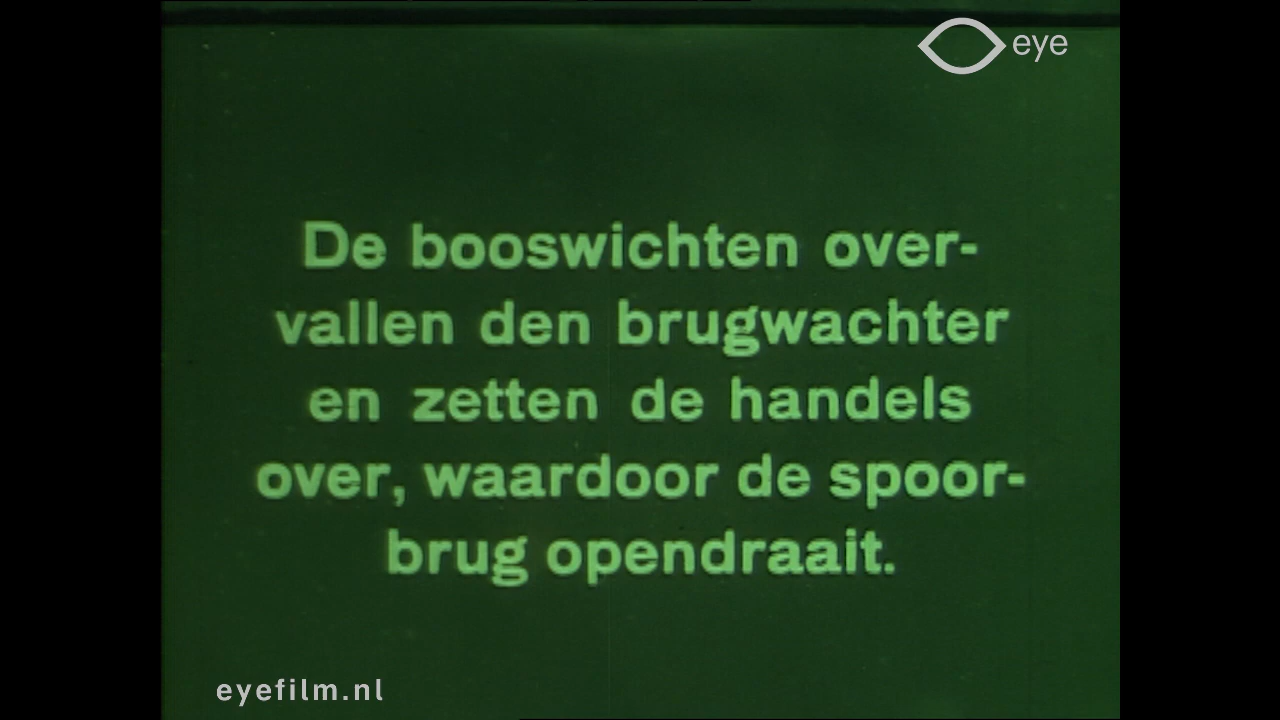 eye
De booswichten over-
vallen den brugwachter
en zetten de handels
over, waardoor de spoor-
brug opendraait.
eyefilm.nl